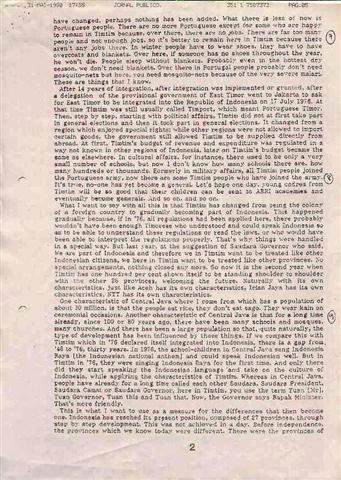 31-MAI-1998 17:55 JORNAL PUBLICO. 351 1 7587372 PAG.05
have changed, perhaps nothing has been added. What there is lest of now is
Portuguese people. There are no more Portuguese except for some who are happy
to remain in Timtim because, over there, there are no jobs. There are far too many
people and not enough jobs, so it's better to remain here in Timtim because there
aren't any jobs there. In winter people have to wear shoes, they have to have
overcoats and blankets. Over here, if someone has no shoes throughout the year,
he won't die. People sleep without blankets. Probably even in the hottest dry
season, we don't need blankets. Over there in Portugal people probably don't need
mosquito-nets but here, you need mosquito-nets because of the very severe malari.
These are things that I know.
After 14 years of integration, after integration was implemented or granted, after
a delegation of the provisional government of East Timor went to Jakarta to ask
for East Timor to be integrated into the Republic of Indonesia on 17 July 1976. At
that time Timtim was still usually called Timport, which meant Portuguese Timor.
Then, step by step, starting with political affairs, Timtim did not at first take part
in general elections and then it took part in general elections. It changed from a
region which enjoyed special rights; while other regions were not allowed to import
certain goods, the government still allowed Timtim to be supplied directly from
abroad. At first, Timtim's budget of revenue and expenditure was regulated in a
way not known in other regions of Indonesia, later on Timtim's budget became the
same as elsewhere. In cultural affairs, for instance, there used to be only a very
small number of schools, but now I don't know how many schools there are, how
many hundreds or thousands. Formerly in military affairs, all Timtim people joined
the Portuguese army, now there are some Timtim people who have joined the army.
It's true, no-one has yet become a general. Let's hope one day, young cadres from
Timtim will be so good that their children can be sent to ABRI academies and
eventually become generals. And so on, and so on.
What I want to say with all this is that Timtim has changed from being the colony
of a foreign country to gradually becoming part of Indonesia. This happened
gradually because, if in '76, all regulations had been applied here, there probably
wouldn't have been enough Timorese who understood and could speak Indonesia so
as to be able to understand these regulations or read the laws, or who would have
been able to interpret the regulations properly. That's why things were handled
in a special way. But last year, at the suggestion of Saudara Governor who said,
We are part of Indonesia and therefore we in Timtim want to be treated like other
Indonesian citizens, we here in Timtim want to be treated like other provinces. No
special arrangements, nothing closed any more. So now it is the second year when
Timtim has one hundred per cent shown itself to be standing shoulder to shoulder
with the other 26 provinces, welcoming the future. Naturally with its own
characteristics. Just like Aceh has its own characteristics, Irian Jaya has its own
characteristics, NTT has its own characteristics.
One characteristic of Central Java where I come from which has a population of
about 30 million, is that the people eat rice, they don't eat sago. They wear kain on
ceremonial occasions. Another characteristic of Central Java is that for a long time
already, since 100 or 50 years ago, there have been many schools and mosques,
many churches. And there has been a large population so that, quite naturally, the
type of development has been influenced by these things. If we compare this with
Timtim which in '76 declared itself integrated into Indonesia, there is a gap from
'45 to '76, thirty years. In 1976, the school-children in Central Java sang Indonesia
Raya [the Indonesian national anthem] and could speak Indonesian well. But in
Timtim in '76, they were singing Indonesia Raya for the first time. And only there
did they start speaking the Indonesian language and take on the culture of
Indonesia, while applying the characteristics of Timtim. Whereas in Central Java,
people have already for a long time called each other Saudara. Saudara President,
Saudara Camat or Saudara Governor, here in Timtim, you use the term Tuan [Mr],
Tuan Governor, Tuan this and Tuan that. Now, the Governor says Bapak Minister.
That's more friendly.
This is what I want to use as a measure for the differences that then become
one. Indonesia has reached its present position, composed of 27 provinces, through
step by step development. This was not achieved in a day. Before independence,
the provinces which we know today were different. There were the provinces of
2